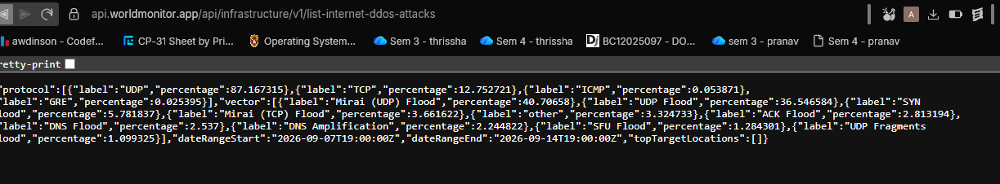 api.worldmonitor.app/api/infrastructure/v1/list-internet-ddos-attacks
A
awdinson - Codef... CP-31 Sheet by Pri... Operating System... Sem 3 - thrissha Sem 4 - thrissha BC12025097 - DO... sem 3 - pranav Sem 4 - pranav
retty-print
"protocol":[{"label":"UDP","percentage":87.167315},{"label":"TCP","percentage":12.752721},{"label":"ICMP","percentage":0.053871},
"label":"GRE","percentage":0.025395}],"vector":[{"label":"Mirai (UDP) Flood","percentage":40.70658},{"label":"UDP Flood","percentage":36.546584},{"label":"SYN
lood","percentage":5.781837},{"label":"Mirai (TCP) Flood","percentage":3.661622},{"label":"other","percentage":3.324733},{"label":"ACK Flood","percentage":2.813194},
"label":"DNS Flood","percentage":2.537},{"label":"DNS Amplification","percentage":2.244822},{"label":"SFU Flood","percentage":1.284301},{"label":"UDP Fragments
lood","percentage":1.099325}],"dateRangeStart":"2026-09-07T19:00:00Z","dateRangeEnd":"2026-09-14T19:00:00Z","topTargetLocations":[]}